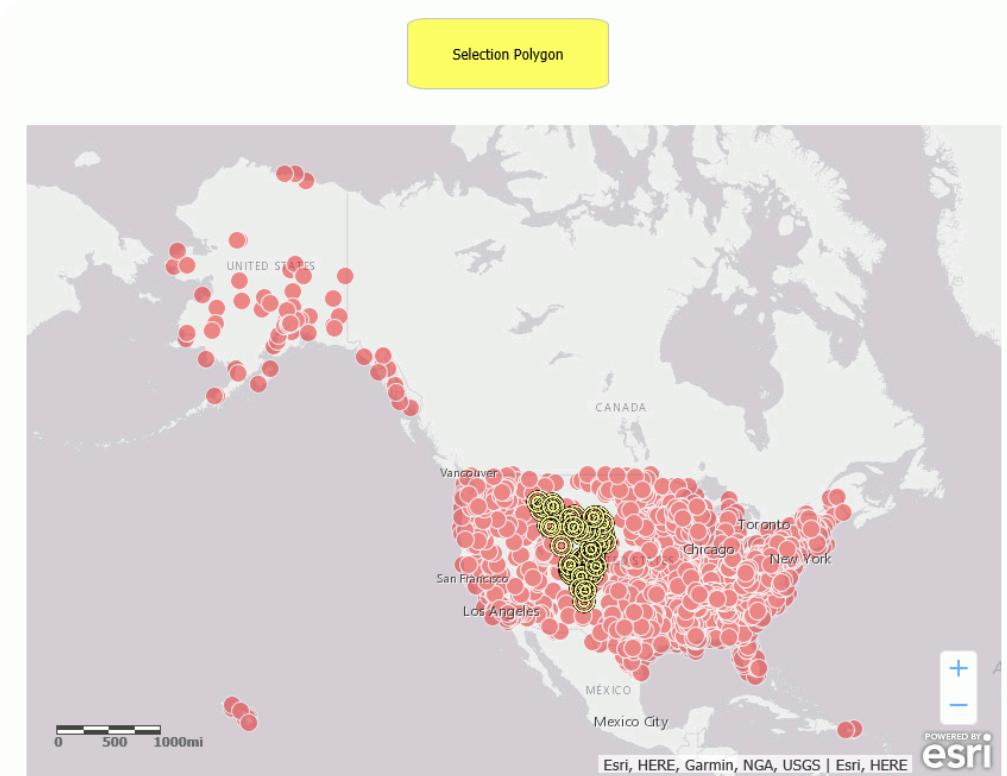 Selection Polygon
UNITED STATES
CANADA
Vancouver
Toronto
Chicago
New York
San Francisco
Los Angeles
MÉXICO
Mexico City
+
−
0 500 1000mi
POWERED BY
esri
Esri, HERE, Garmin, NGA, USGS | Esri, HERE